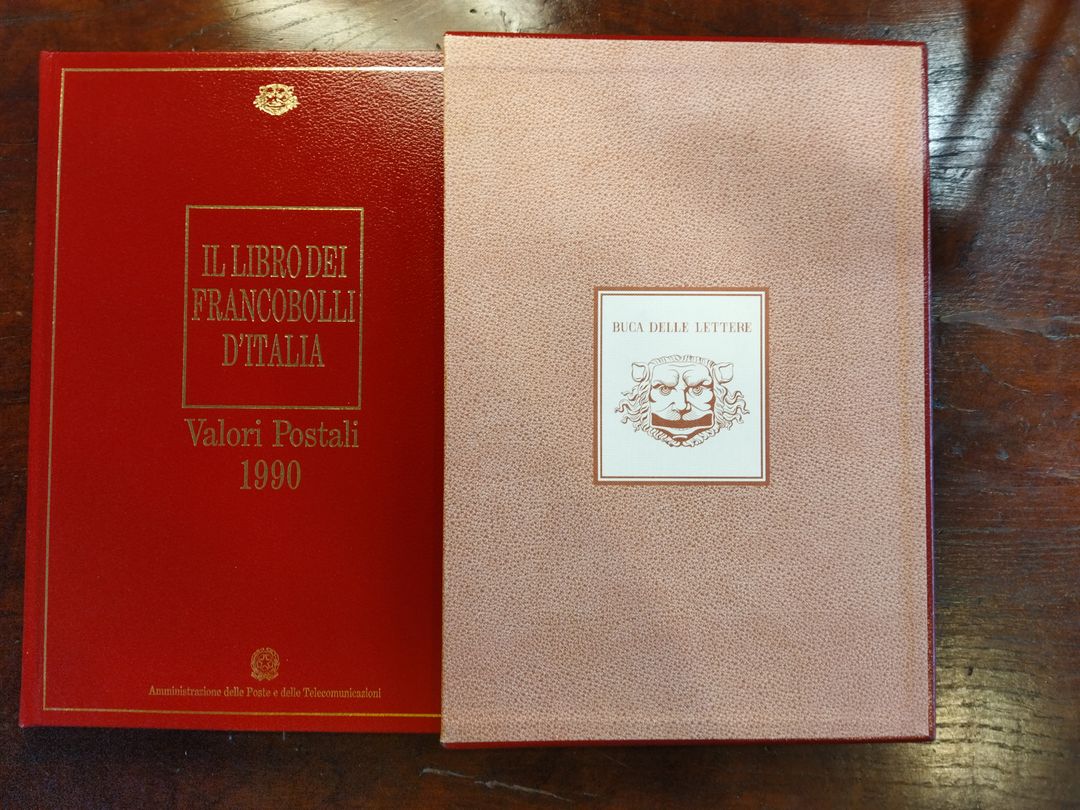 IL LIBRO DEI
FRANCOBOLLI
D'ITALIA
Valori Postali
1990
Amministrazione delle Poste e delle Telecomunicazioni
BUCA DELLE LETTERE